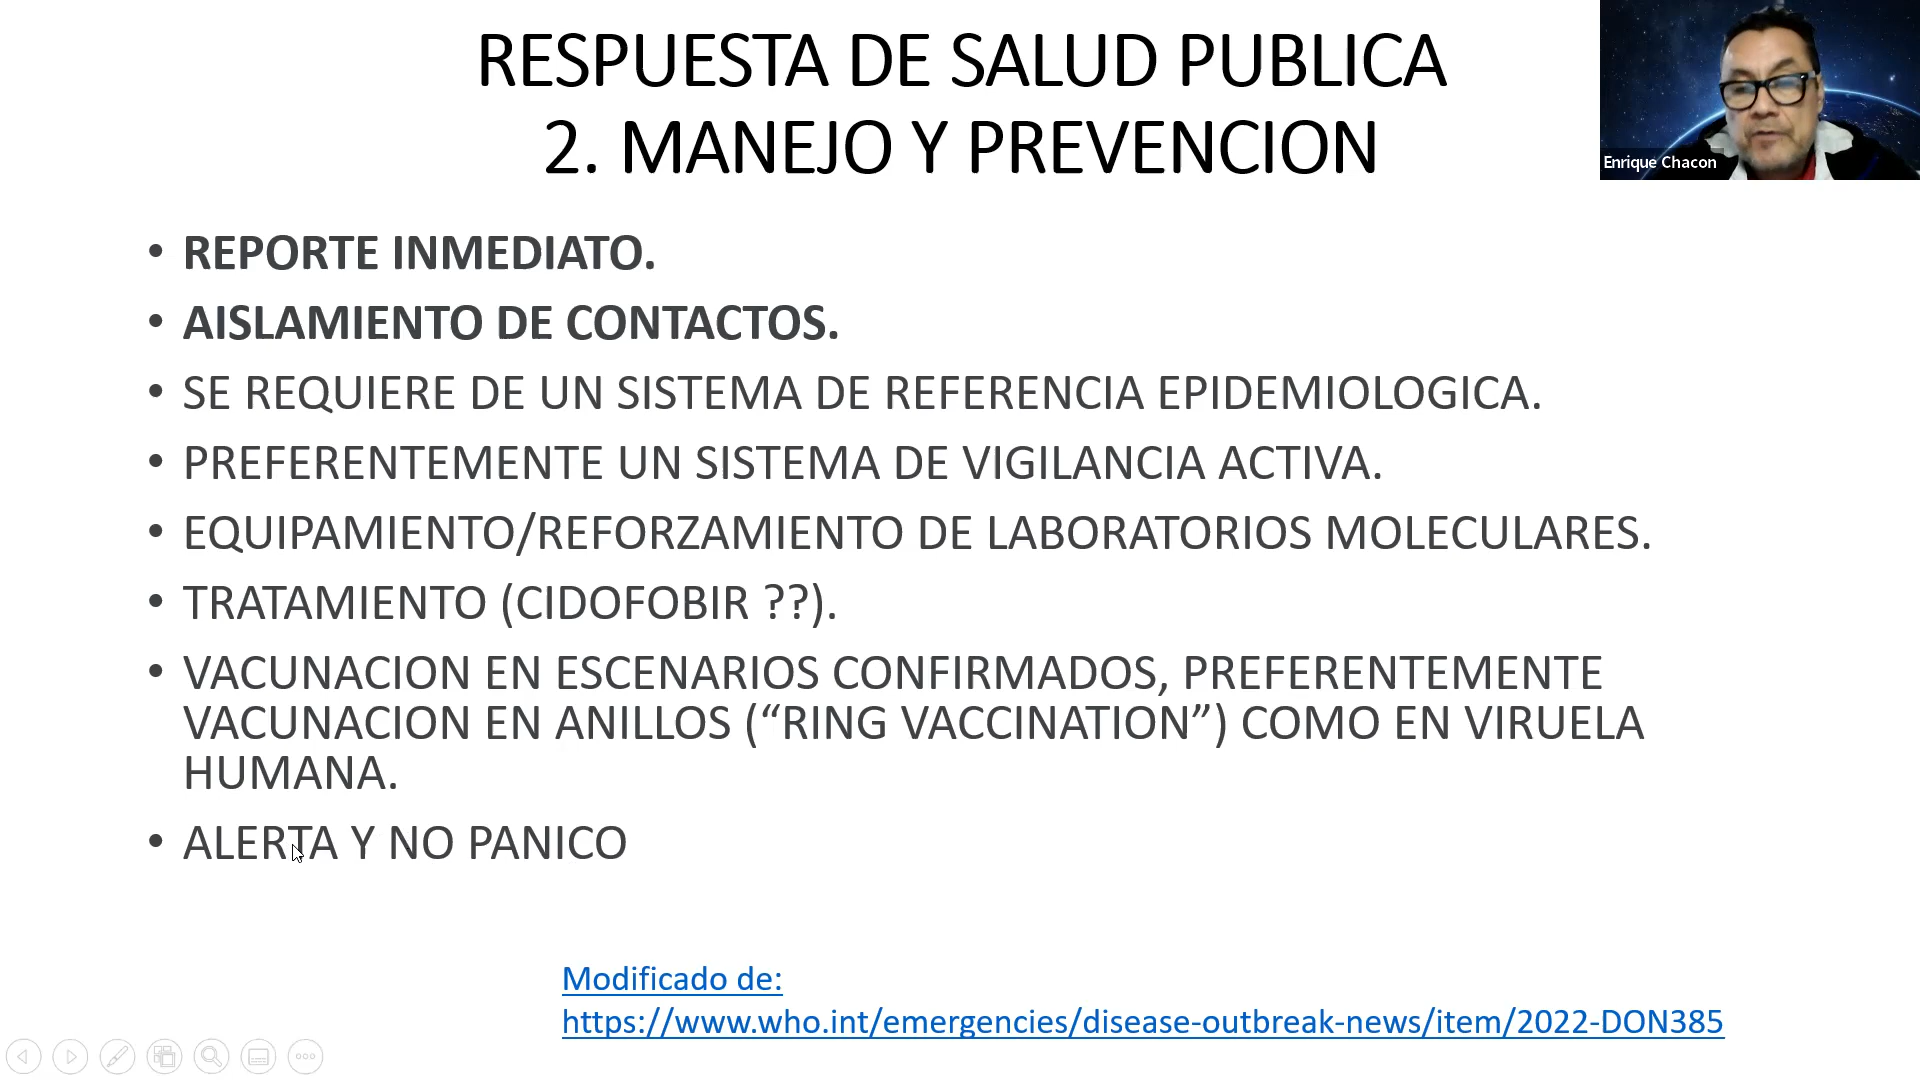 RESPUESTA DE SALUD PUBLICA
2. MANEJO Y PREVENCION
Enrique Chacon
• REPORTE INMEDIATO.
• AISLAMIENTO DE CONTACTOS.
• SE REQUIERE DE UN SISTEMA DE REFERENCIA EPIDEMIOLOGICA.
• PREFERENTEMENTE UN SISTEMA DE VIGILANCIA ACTIVA.
• EQUIPAMIENTO/REFORZAMIENTO DE LABORATORIOS MOLECULARES.
• TRATAMIENTO (CIDOFOBIR ??).
• VACUNACION EN ESCENARIOS CONFIRMADOS, PREFERENTEMENTE
VACUNACION EN ANILLOS (“RING VACCINATION”) COMO EN VIRUELA
HUMANA.
• ALERTA Y NO PANICO
Modificado de:
https://www.who.int/emergencies/disease-outbreak-news/item/2022-DON385